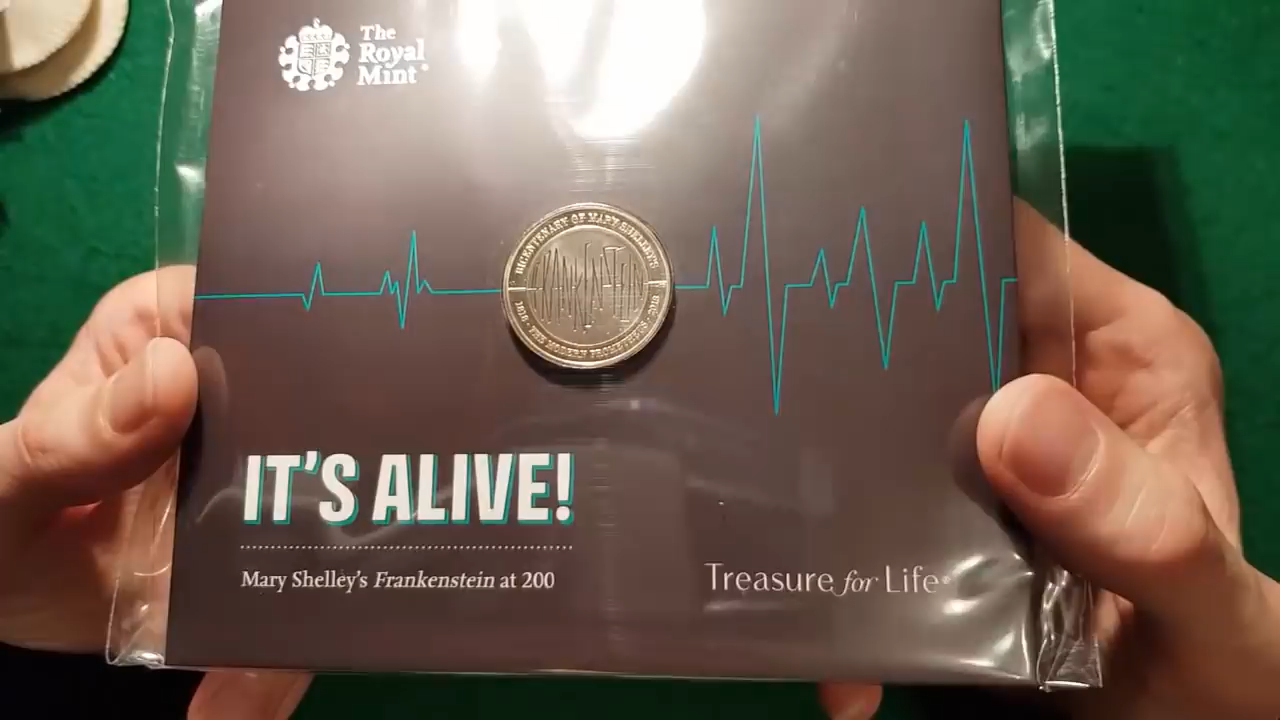 The
Royal
Mint®
BICENTENARY OF MARY SHELLEY'S
FRANKENSTEIN
1818 · THE MODERN PROMETHEUS · 2018
IT'S ALIVE!
Mary Shelley's Frankenstein at 200
Treasure for Life®